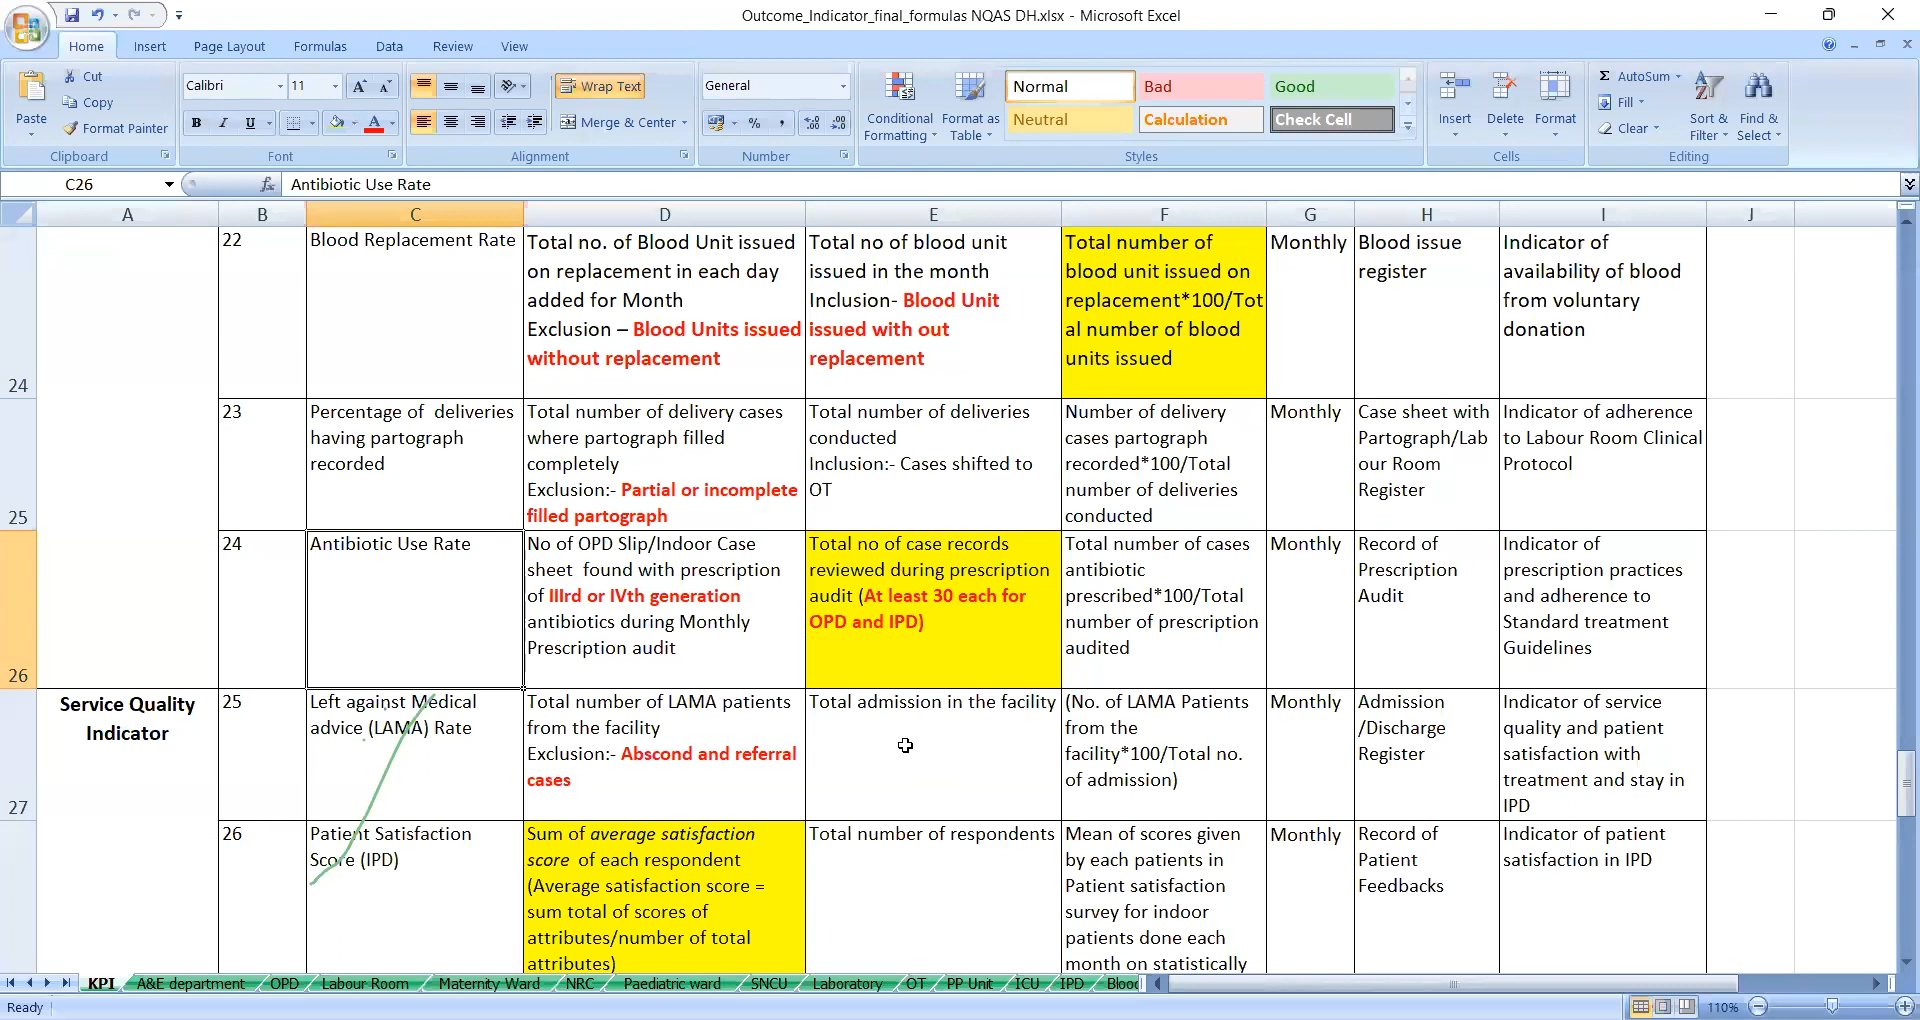 Outcome_Indicator_final_formulas NQAS DH.xlsx - Microsoft Excel
Home Insert Page Layout Formulas Data Review View
Paste
Cut
Copy
Format Painter
Clipboard
Calibri 11
B I U
Font
Wrap Text
Merge & Center
Alignment
General
Number
Conditional Formatting
Format as Table
Normal Bad Good
Neutral Calculation Check Cell
Styles
Insert Delete Format
Cells
Σ AutoSum
Fill
Clear
Sort & Filter
Find & Select
Editing
C26 fx Antibiotic Use Rate
A B C D E F G H I J
24
22
Blood Replacement Rate
Total no. of Blood Unit issued
on replacement in each day
added for Month
Exclusion – Blood Units issued
without replacement
Total no of blood unit
issued in the month
Inclusion- Blood Unit
issued with out
replacement
Total number of
blood unit issued on
replacement*100/Tot
al number of blood
units issued
Monthly
Blood issue
register
Indicator of
availability of blood
from voluntary
donation
25
23
Percentage of deliveries
having partograph
recorded
Total number of delivery cases
where partograph filled
completely
Exclusion:- Partial or incomplete
filled partograph
Total number of deliveries
conducted
Inclusion:- Cases shifted to
OT
Number of delivery
cases partograph
recorded*100/Total
number of deliveries
conducted
Monthly
Case sheet with
Partograph/Lab
our Room
Register
Indicator of adherence
to Labour Room Clinical
Protocol
26
24
Antibiotic Use Rate
No of OPD Slip/Indoor Case
sheet found with prescription
of IIIrd or IVth generation
antibiotics during Monthly
Prescription audit
Total no of case records
reviewed during prescription
audit (At least 30 each for
OPD and IPD)
Total number of cases
antibiotic
prescribed*100/Total
number of prescription
audited
Monthly
Record of
Prescription
Audit
Indicator of
prescription practices
and adherence to
Standard treatment
Guidelines
27
Service Quality
Indicator
25
Left against Medical
advice (LAMA) Rate
Total number of LAMA patients
from the facility
Exclusion:- Abscond and referral
cases
Total admission in the facility
(No. of LAMA Patients
from the
facility*100/Total no.
of admission)
Monthly
Admission
/Discharge
Register
Indicator of service
quality and patient
satisfaction with
treatment and stay in
IPD
26
Patient Satisfaction
Score (IPD)
Sum of average satisfaction
score of each respondent
(Average satisfaction score =
sum total of scores of
attributes/number of total
attributes)
Total number of respondents
Mean of scores given
by each patients in
Patient satisfaction
survey for indoor
patients done each
month on statistically
Monthly
Record of
Patient
Feedbacks
Indicator of patient
satisfaction in IPD
KPI A&E department OPD Labour Room Maternity Ward NRC Paediatric ward SNCU Laboratory OT PP Unit ICU IPD Blood
Ready 110%